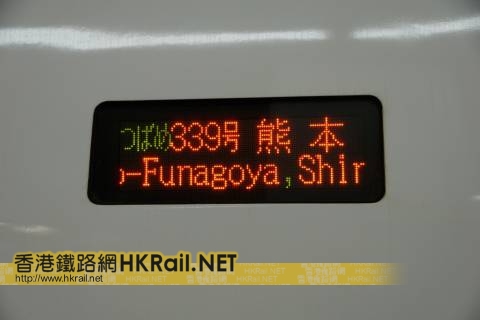 つばめ339号 熊本
o-Funagoya,Shir
香港鐵路網HKRail.NET
http://www.hkrail.net